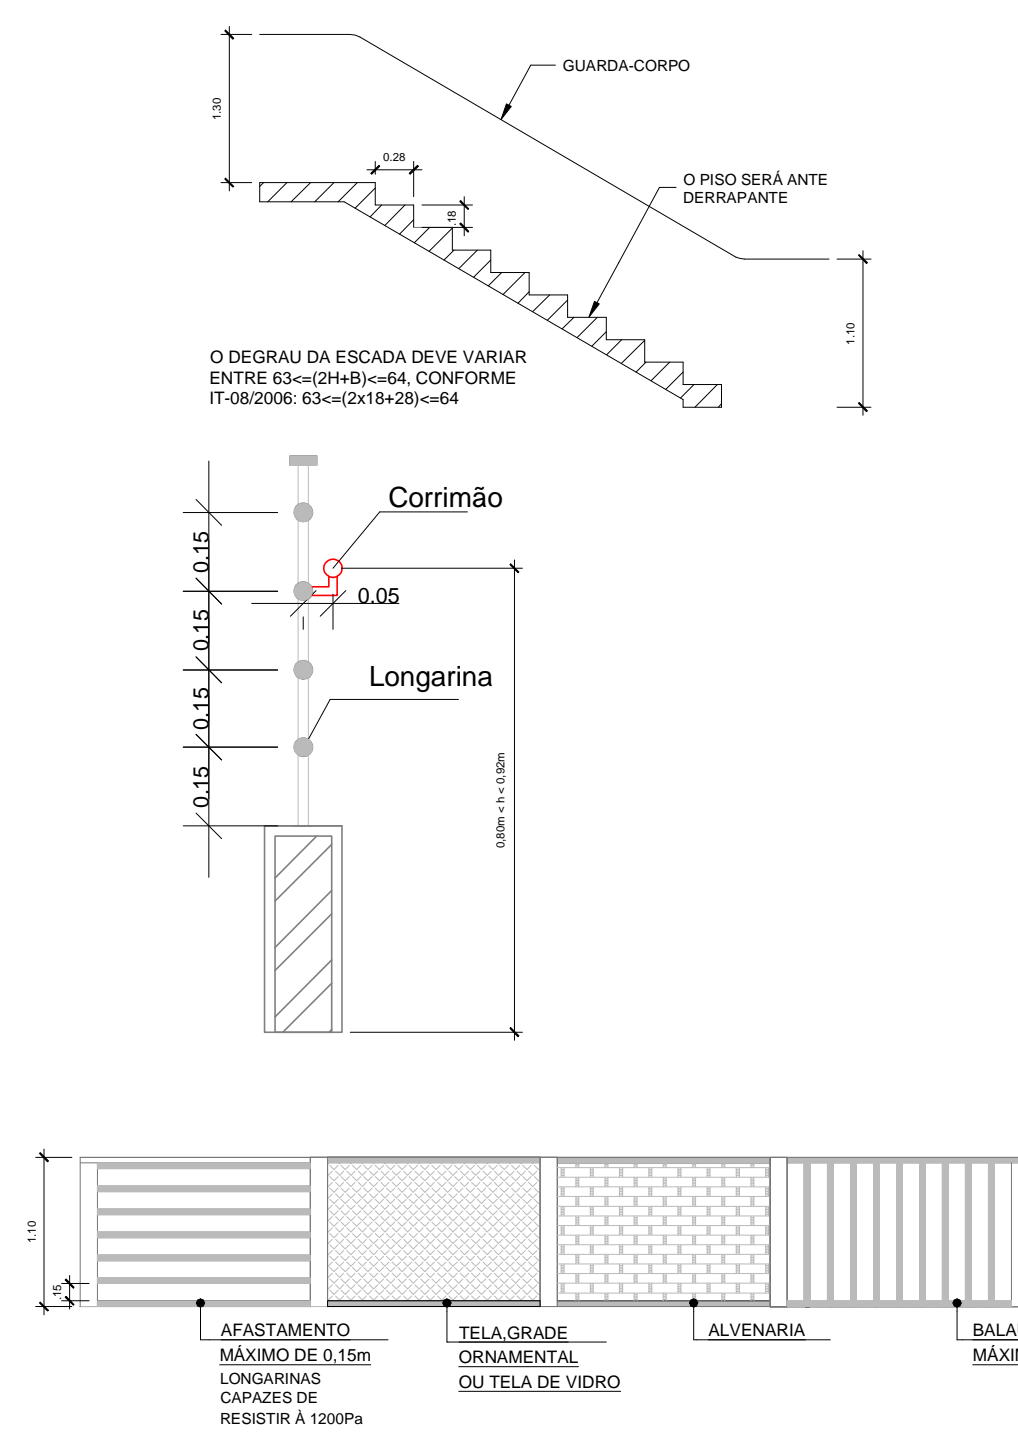 GUARDA-CORPO
1.30
0.28
O PISO SERÁ ANTE
DERRAPANTE
.18
1.10
O DEGRAU DA ESCADA DEVE VARIAR
ENTRE 63<=(2H+B)<=64, CONFORME
IT-08/2006: 63<=(2x18+28)<=64
Corrimão
0.15
0.05
0.15
Longarina
0.15
0.15
0,80m < h < 0,92m
1.10
.15
AFASTAMENTO
MÁXIMO DE 0,15m
LONGARINAS
CAPAZES DE
RESISTIR À 1200Pa
TELA,GRADE
ORNAMENTAL
OU TELA DE VIDRO
ALVENARIA